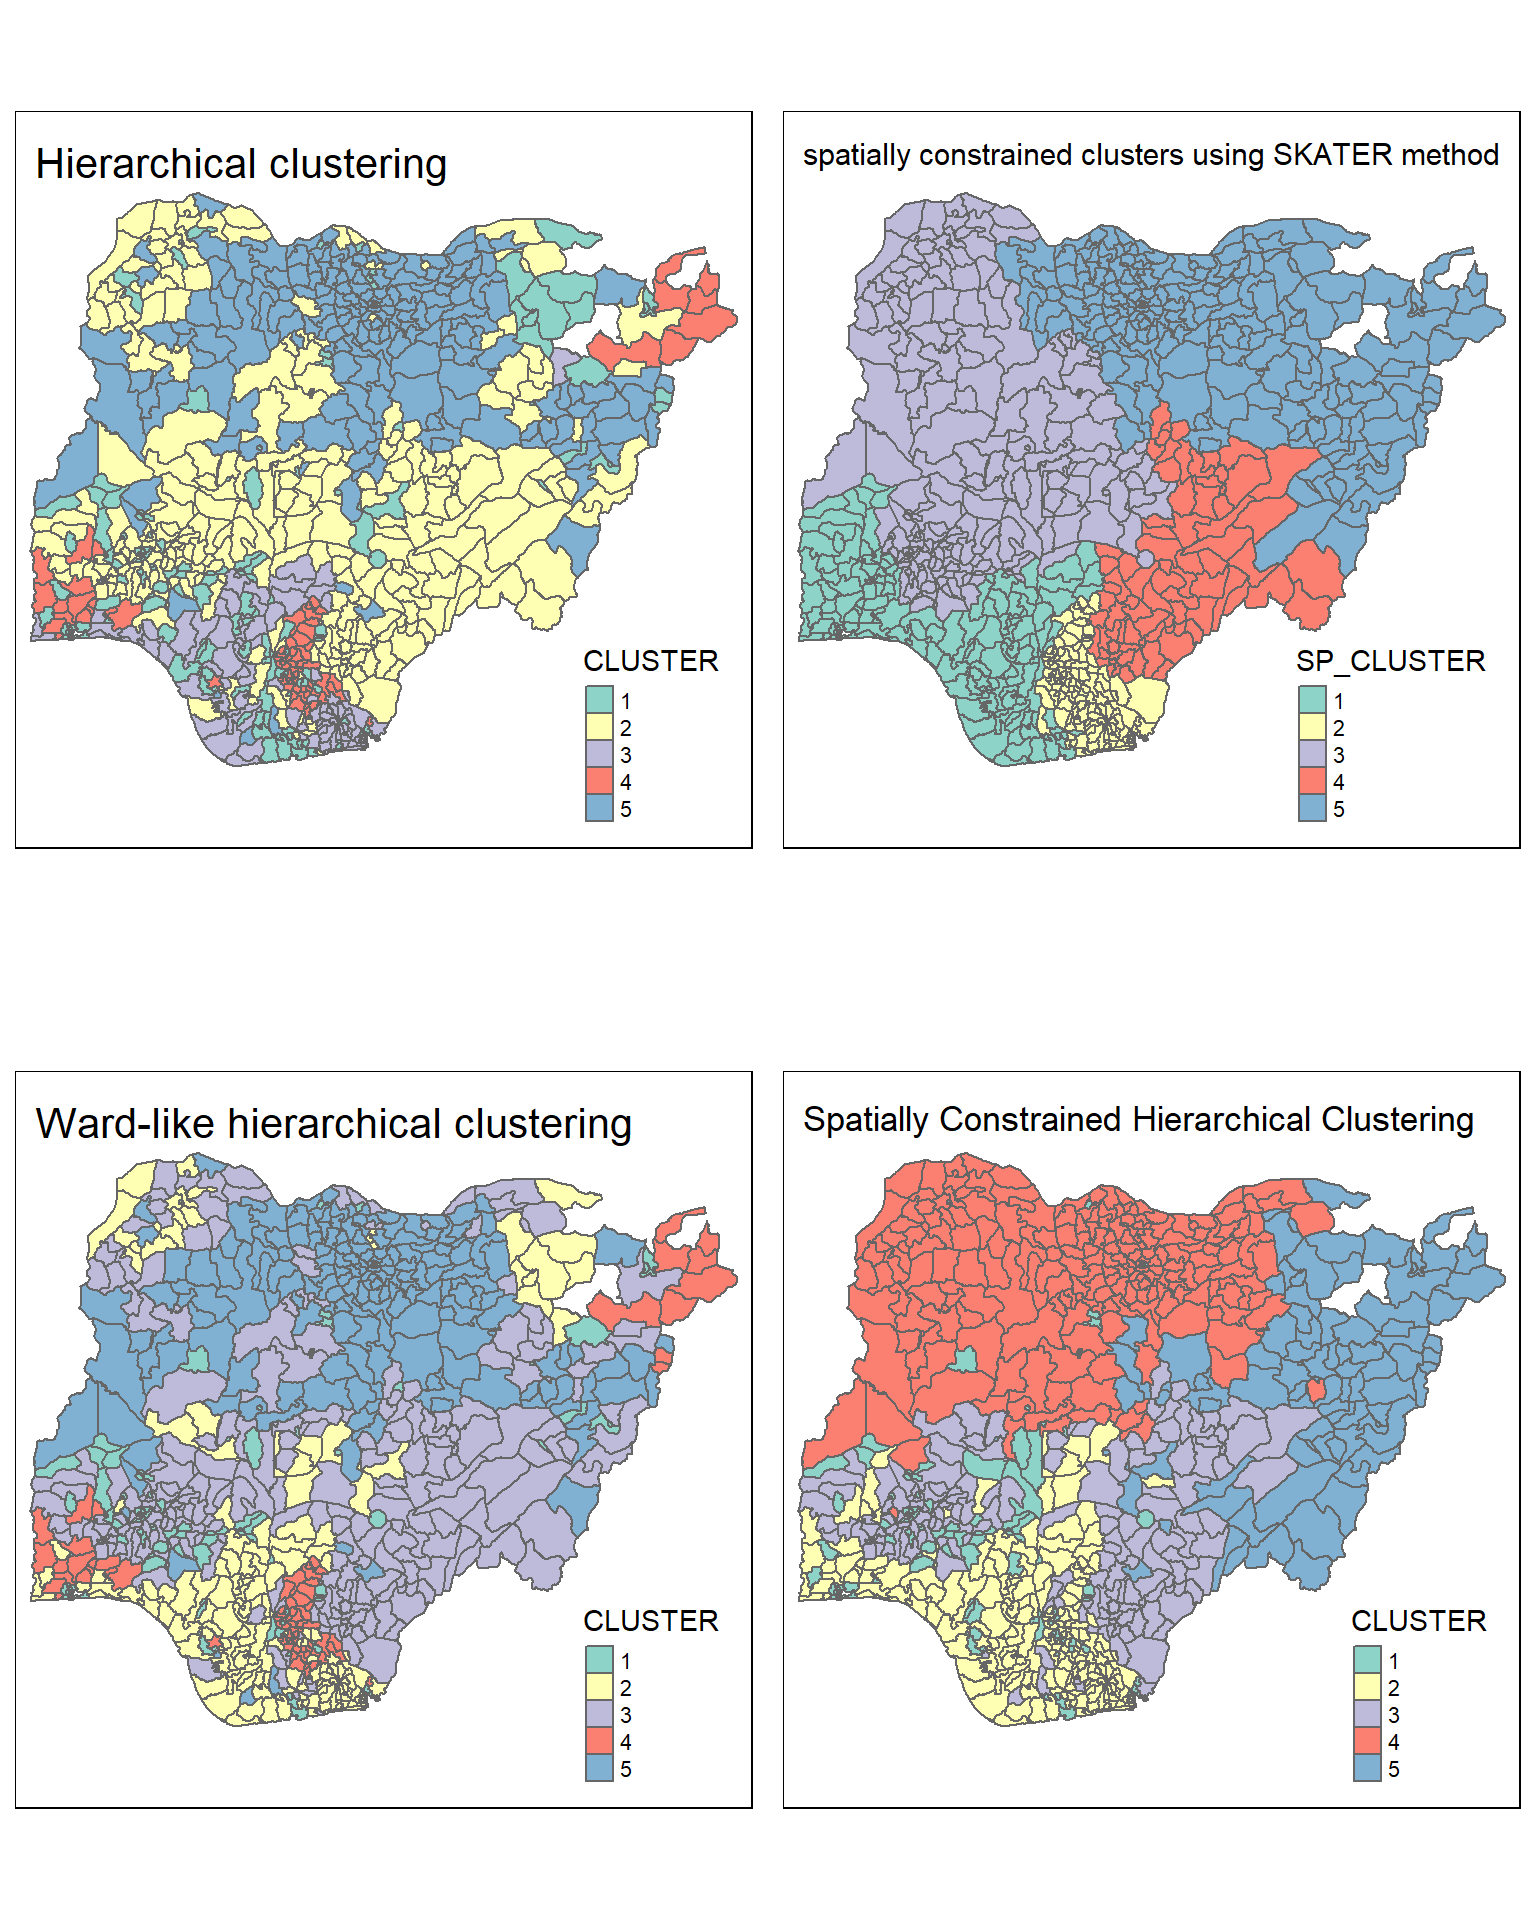 Hierarchical clustering
CLUSTER
1
2
3
4
5
spatially constrained clusters using SKATER method
SP_CLUSTER
1
2
3
4
5
Ward-like hierarchical clustering
CLUSTER
1
2
3
4
5
Spatially Constrained Hierarchical Clustering
CLUSTER
1
2
3
4
5